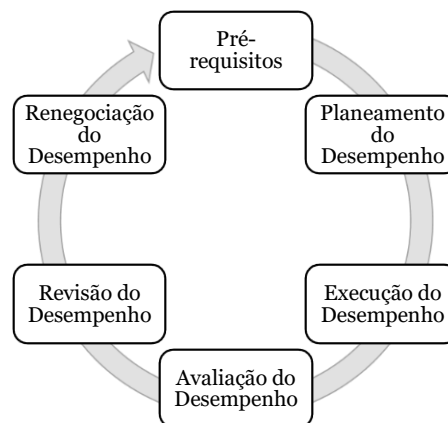 Pré-
requisitos
Planeamento
do
Desempenho
Execução do
Desempenho
Avaliação do
Desempenho
Revisão do
Desempenho
Renegociação
do
Desempenho